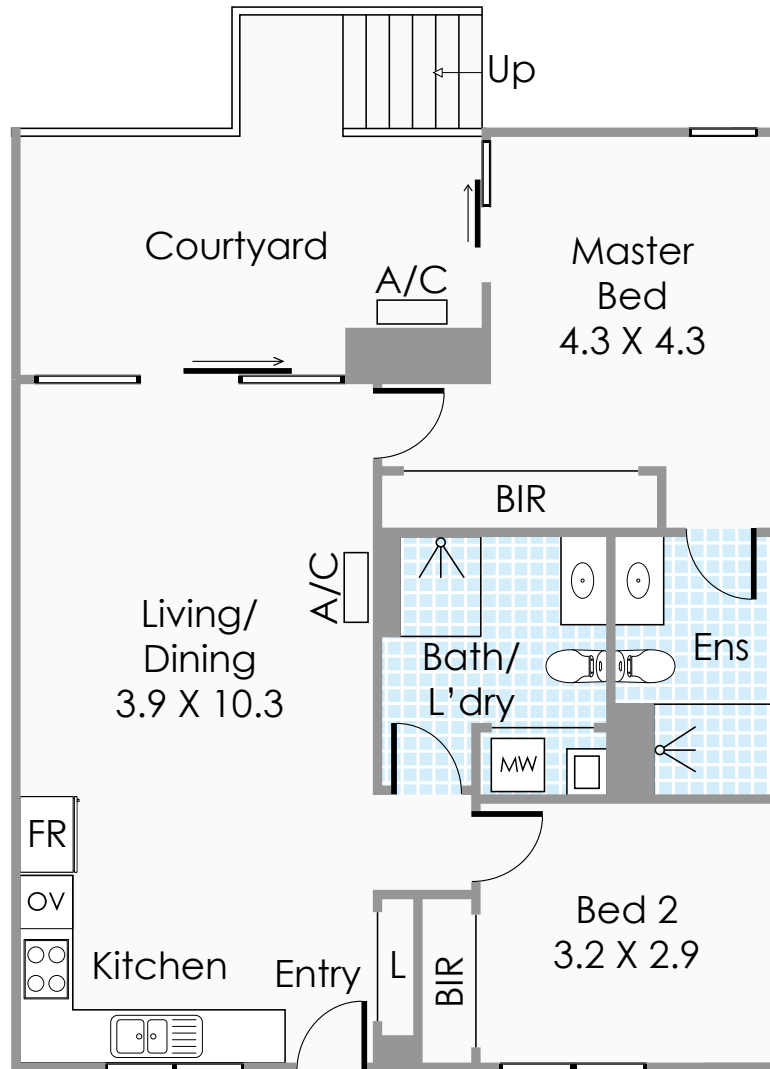 Up
Courtyard
A/C
Master
Bed
4.3 X 4.3
BIR
A/C
Living/
Dining
3.9 X 10.3
Bath/
L'dry
Ens
MW
FR
OV
Kitchen
Entry
L
BIR
Bed 2
3.2 X 2.9